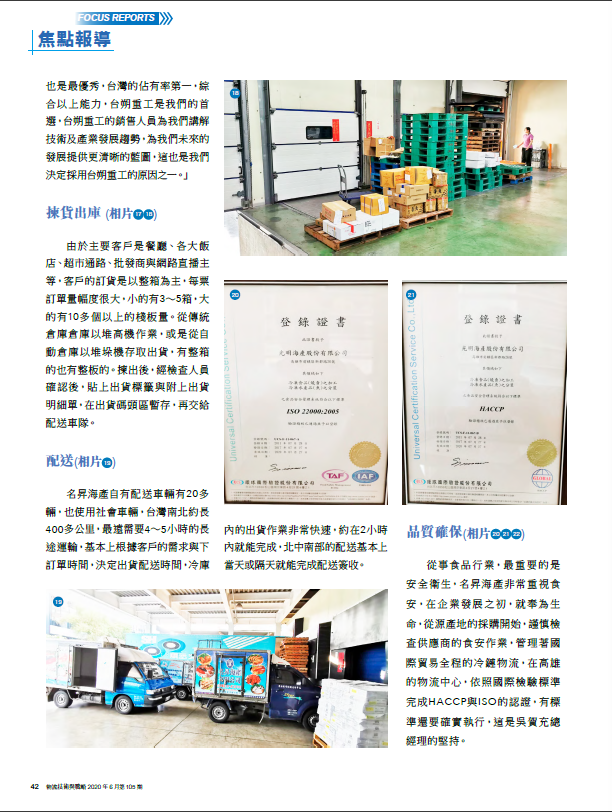 FOCUS REPORTS
焦點報導
也是最優秀，台灣的佔有率第一，綜
合以上能力，台朔重工是我們的首
選，台朔重工的銷售人員為我們講解
技術及產業發展趨勢，為我們未來的
發展提供更清晰的藍圖，這也是我們
決定採用台朔重工的原因之一。」
揀貨出庫 (相片17 18)
由於主要客戶是餐廳、各大飯
店、超市通路、批發商與網路直播主
等，客戶的訂貨是以整箱為主，每票
訂單量幅度很大，小的有3～5箱，大
的有10多個以上的棧板量。從傳統
倉庫倉庫以堆高機作業，或是從自
動倉庫以堆垛機存取出貨，有整箱
的也有整板的。揀出後，經檢查人員
確認後，貼上出貨標籤與附上出貨
明細單，在出貨碼頭區暫存，再交給
配送車隊。
配送(相片19)
名昇海產自有配送車輛有20多
輛，也使用社會車輛，台灣南北約長
400多公里，最遠需要4～5小時的長
途運輸，基本上根據客戶的需求與下
訂單時間，決定出貨配送時間，冷庫
18
20
登錄證書
ISO 22000:2005
TAF
IAF
Universal Certification Service
21
登錄證書
HACCP
GLOBAL
Universal Certification Service Co., Ltd
內的出貨作業非常快速，約在2小時
內就能完成，北中南部的配送基本上
當天或隔天就能完成配送簽收。
19
品質確保(相片20 21 22)
從事食品行業，最重要的是
安全衛生，名昇海產非常重視食
安，在企業發展之初，就奉為生
命，從源產地的採購開始，謹慎檢
查供應商的食安作業，管理著國
際貿易全程的冷鏈物流，在高雄
的物流中心，依照國際檢驗標準
完成HACCP與ISO的認證，有標
準還要確實執行，這是吳賀充總
經理的堅持。
42 物流技術與戰略 2020 年 6 月第 105 期